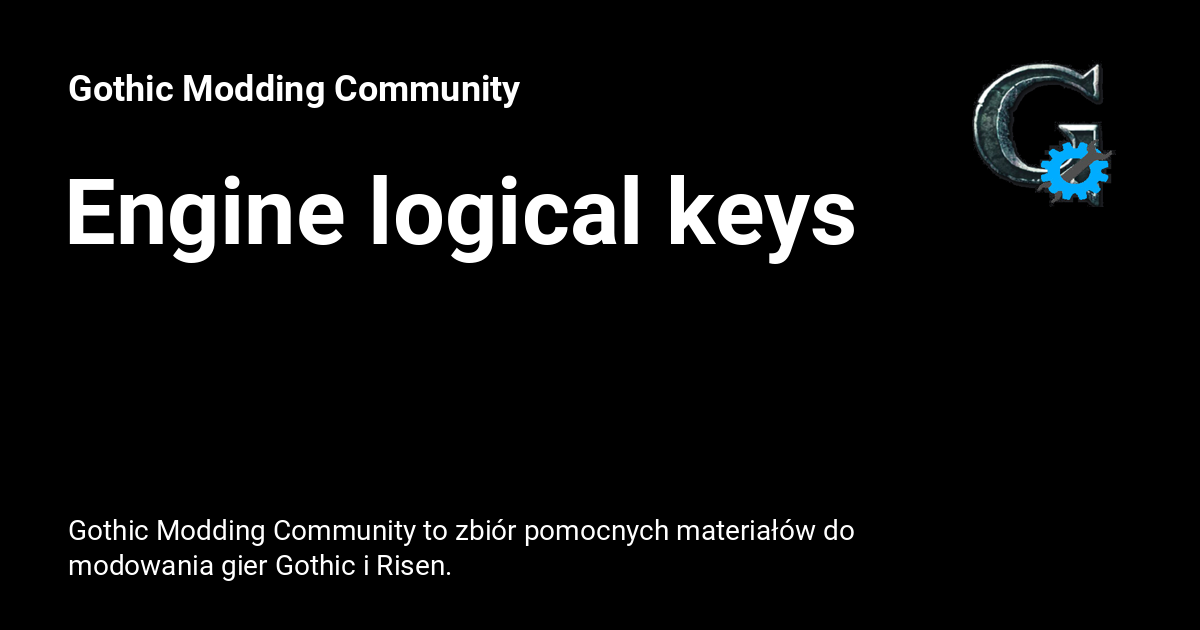 Gothic Modding Community
Engine logical keys
Gothic Modding Community to zbiór pomocnych materiałów do
modowania gier Gothic i Risen.